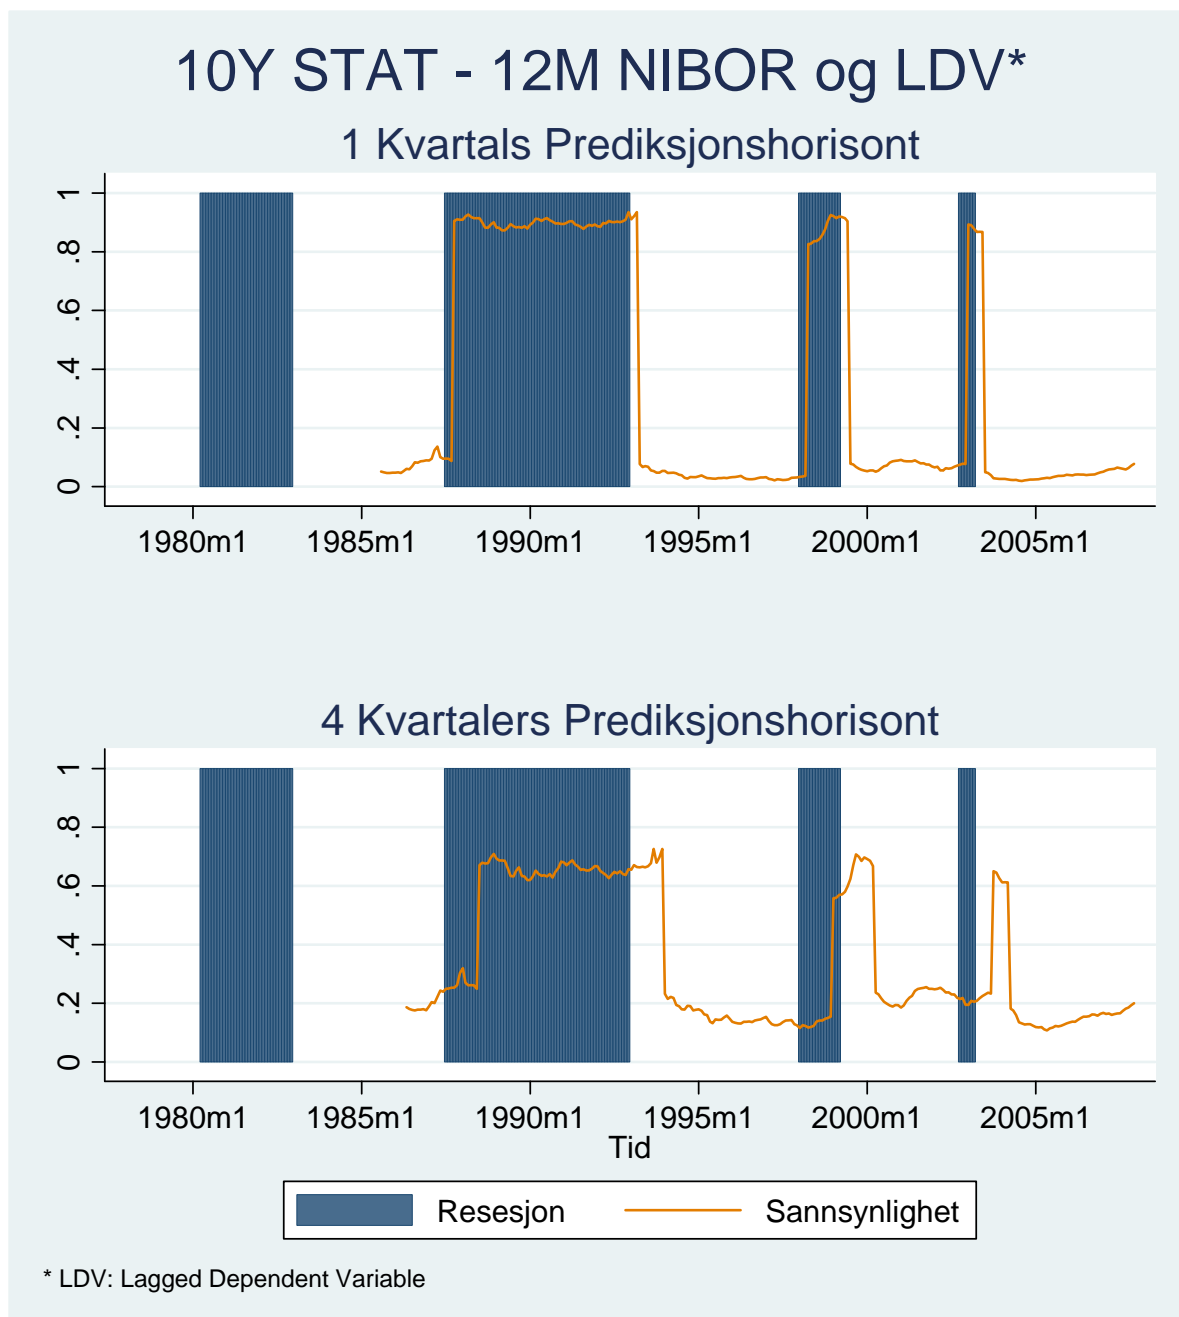 10Y STAT - 12M NIBOR og LDV*
1 Kvartals Prediksjonshorisont
1
.8
.6
.4
.2
0
1980m1 1985m1 1990m1 1995m1 2000m1 2005m1
4 Kvartalers Prediksjonshorisont
1
.8
.6
.4
.2
0
1980m1 1985m1 1990m1 1995m1 2000m1 2005m1
Tid
Resesjon Sannsynlighet
* LDV: Lagged Dependent Variable